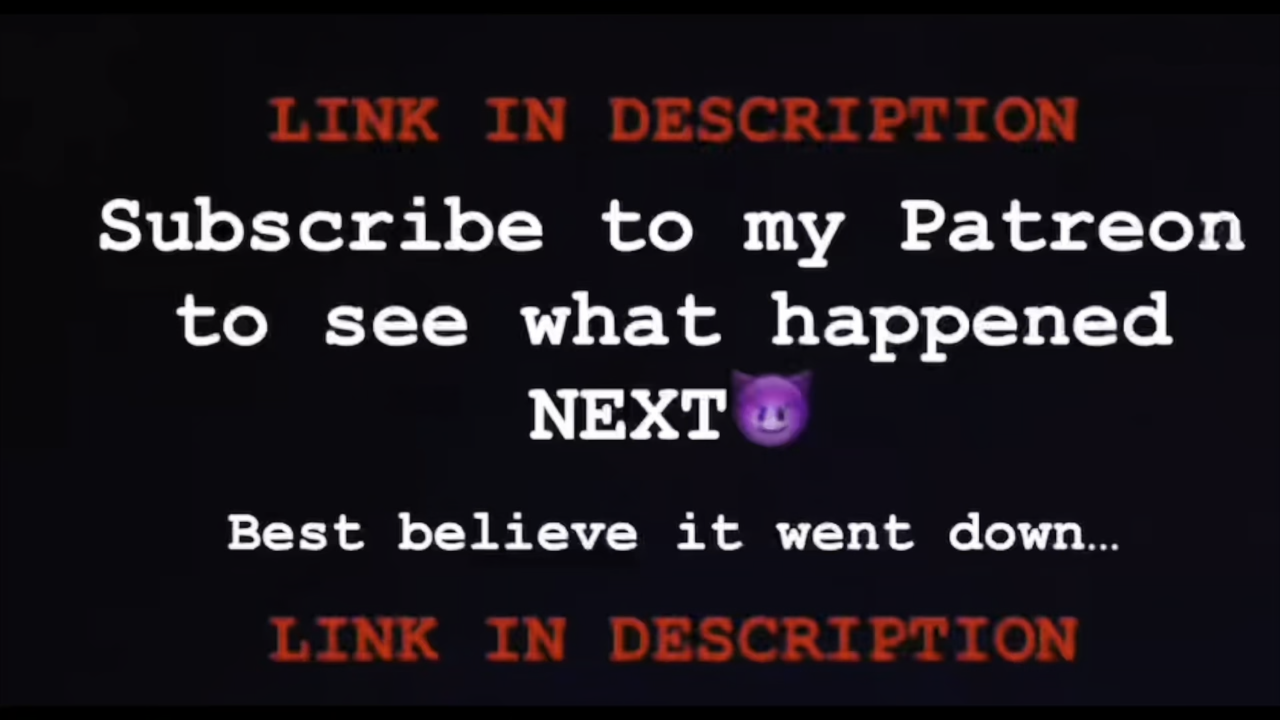 LINK IN DESCRIPTION
Subscribe to my Patreon
to see what happened
NEXT😈
Best believe it went down…
LINK IN DESCRIPTION